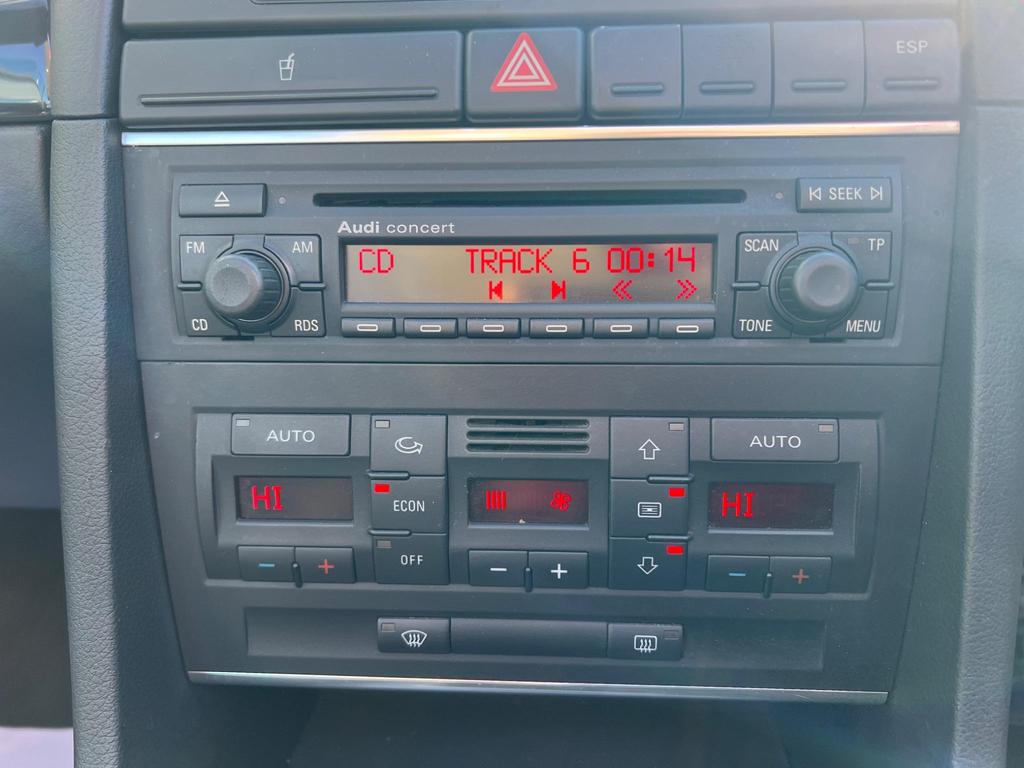 ESP
SEEK
Audi concert
FM AM
CD TRACK 6 00:14
SCAN TP
CD RDS
TONE MENU
AUTO
AUTO
HI
ECON
HI
OFF
- +
- +
- +